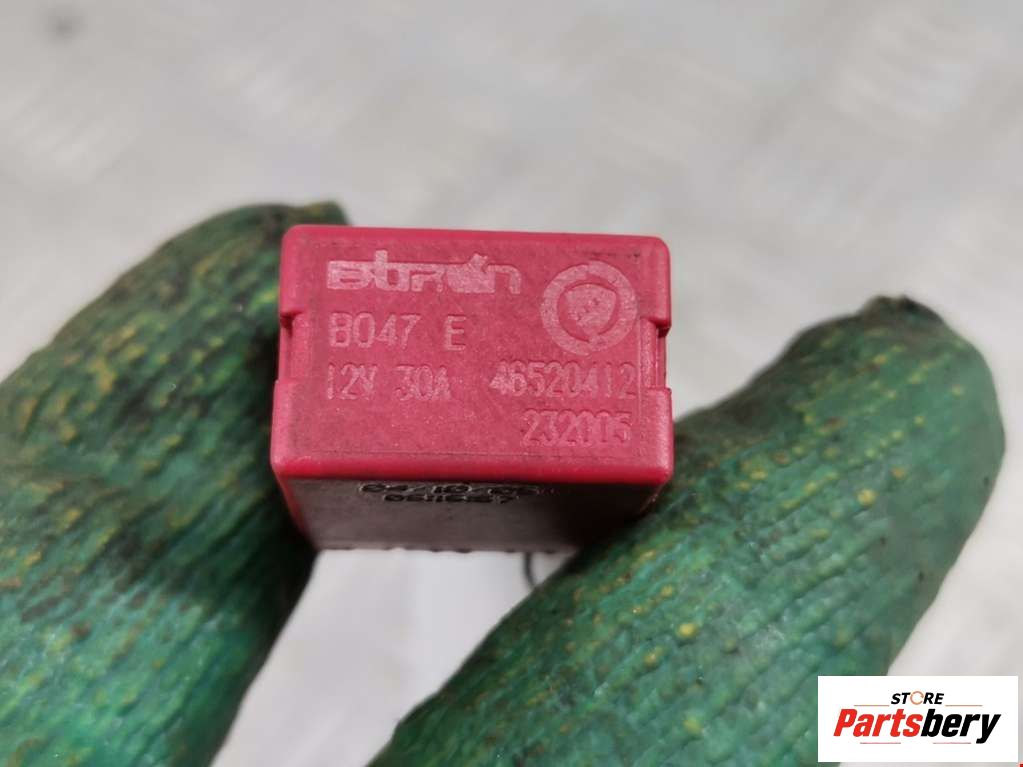 Bitron
B047 E
12V 30A 46520412
232005
STORE
Partsbery